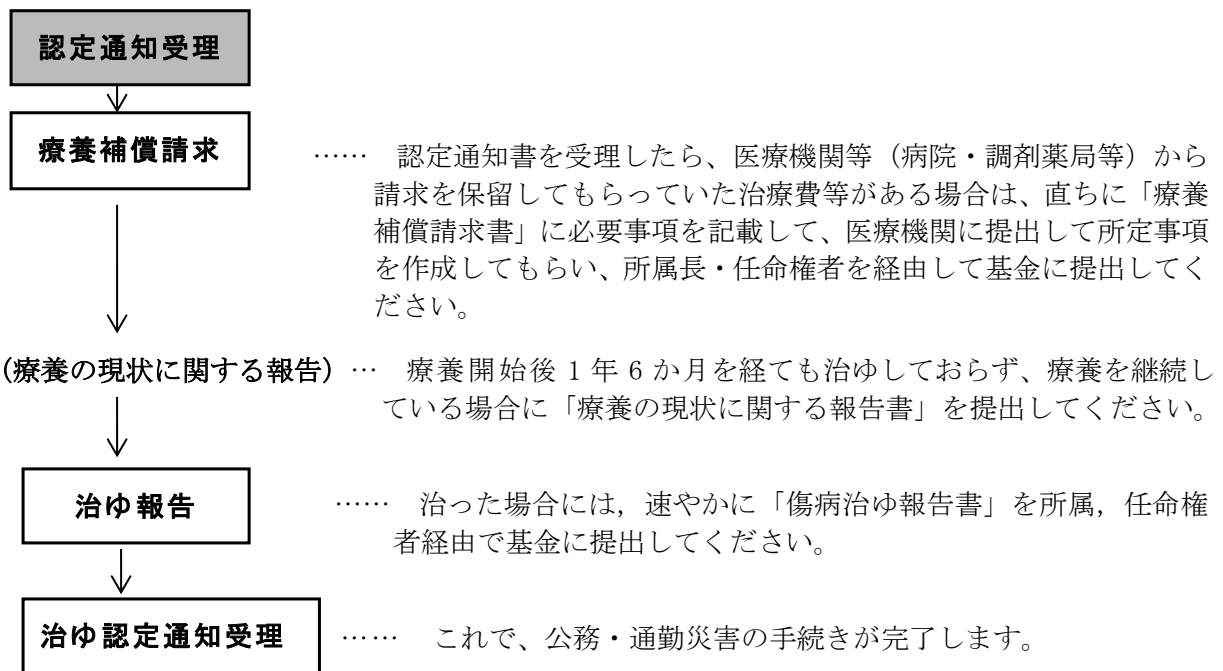 認定通知受理
療養補償請求
…… 認定通知書を受理したら、医療機関等（病院・調剤薬局等）から
請求を保留してもらっていた治療費等がある場合は、直ちに「療養
補償請求書」に必要事項を記載して、医療機関に提出して所定事項
を作成してもらい、所属長・任命権者を経由して基金に提出してく
ださい。
(療養の現状に関する報告) … 療養開始後 1 年 6 か月を経ても治ゆしておらず、療養を継続し
ている場合に「療養の現状に関する報告書」を提出してください。
治ゆ報告
…… 治った場合には，速やかに「傷病治ゆ報告書」を所属，任命権
者経由で基金に提出してください。
治ゆ認定通知受理
…… これで、公務・通勤災害の手続きが完了します。